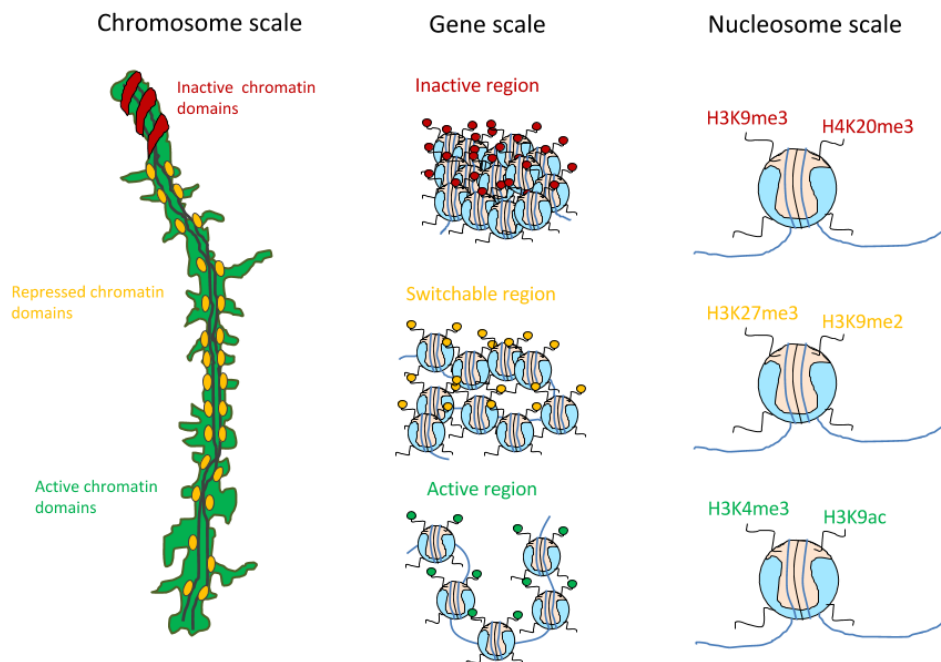 Chromosome scale
Gene scale
Nucleosome scale
Inactive chromatin
domains
Inactive region
H3K9me3
H4K20me3
Repressed chromatin
domains
Switchable region
H3K27me3
H3K9me2
Active chromatin
domains
Active region
H3K4me3
H3K9ac